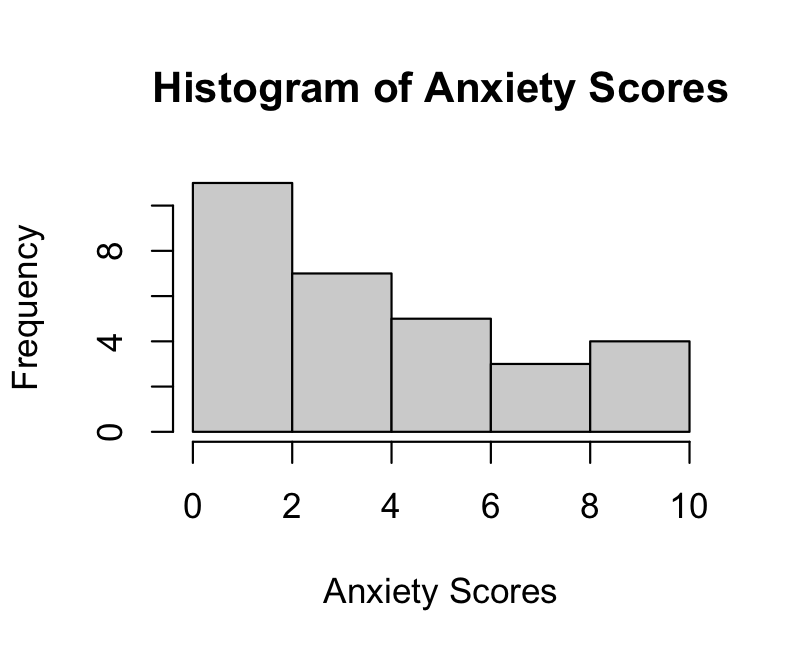 Histogram of Anxiety Scores
Frequency
8
4
0
0 2 4 6 8 10
Anxiety Scores